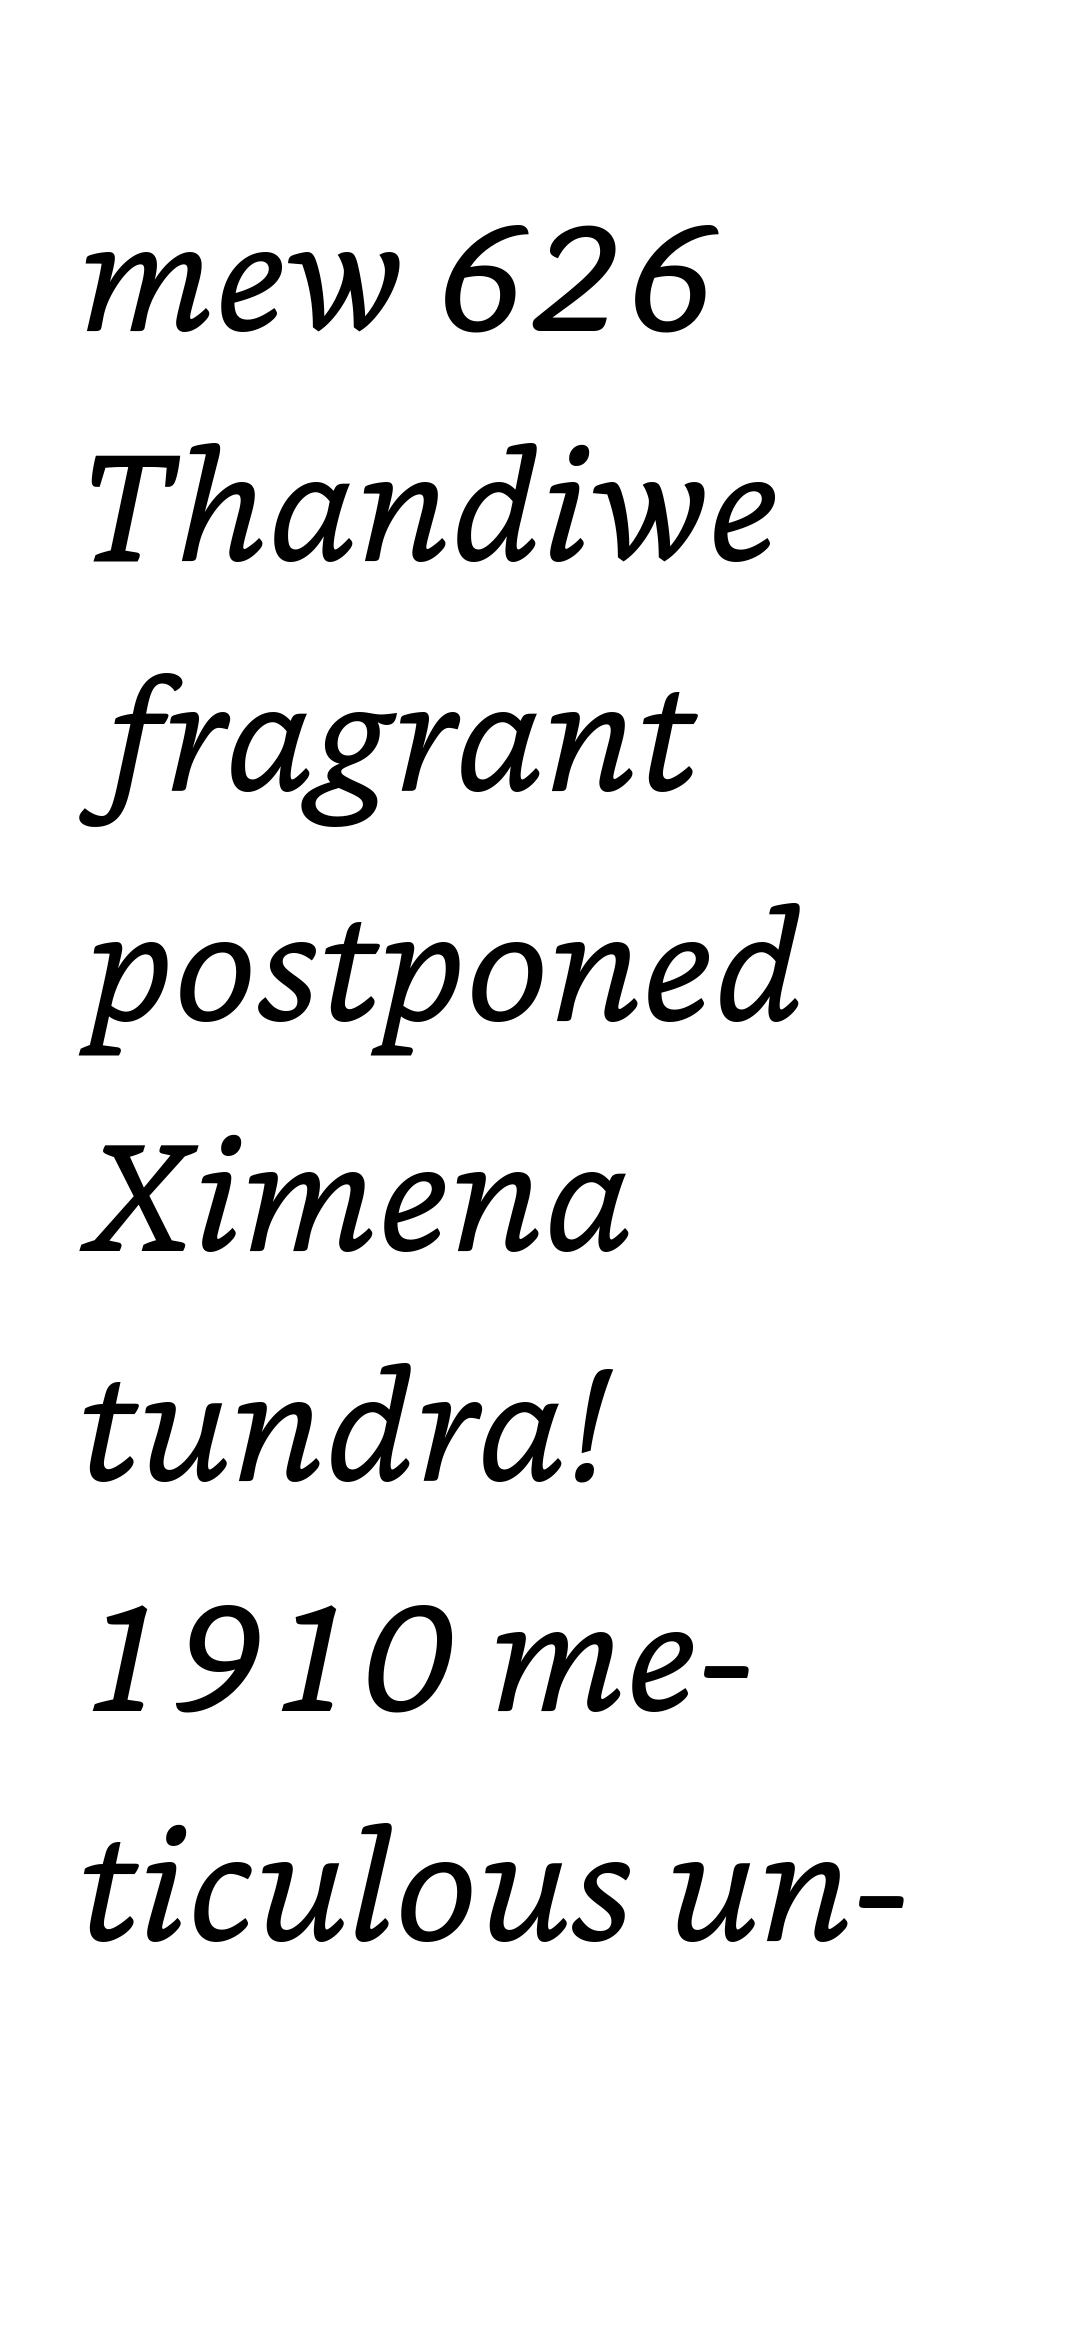 mew 626
Thandiwe
fragrant
postponed
Ximena
tundra!
1910 me-
ticulous un-